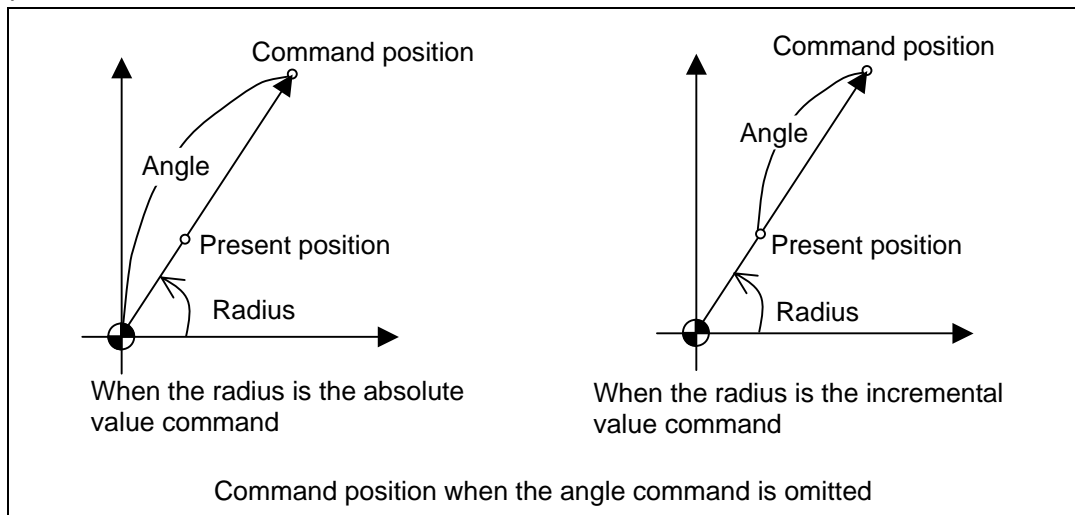 Command position
Angle
Present position
Radius
When the radius is the absolute
value command
Command position
Angle
Present position
Radius
When the radius is the incremental
value command
Command position when the angle command is omitted